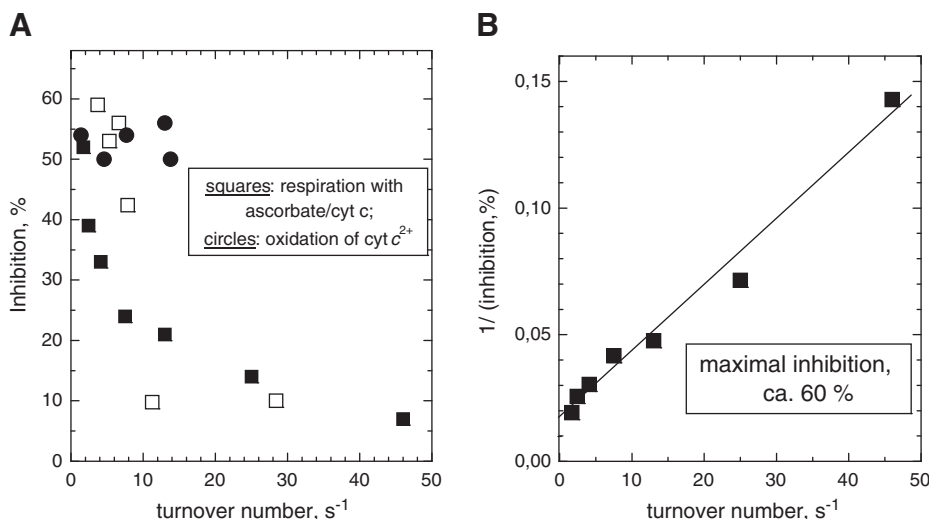 A
B
Inhibition, %
60
50
40
30
20
10
0
0
10
20
30
40
50
turnover number, s⁻¹
squares: respiration with
ascorbate/cyt c;
circles: oxidation of cyt c²⁺
1/ (inhibition,%)
0,15
0,10
0,05
0,00
0
10
20
30
40
50
turnover number, s⁻¹
maximal inhibition,
ca. 60 %